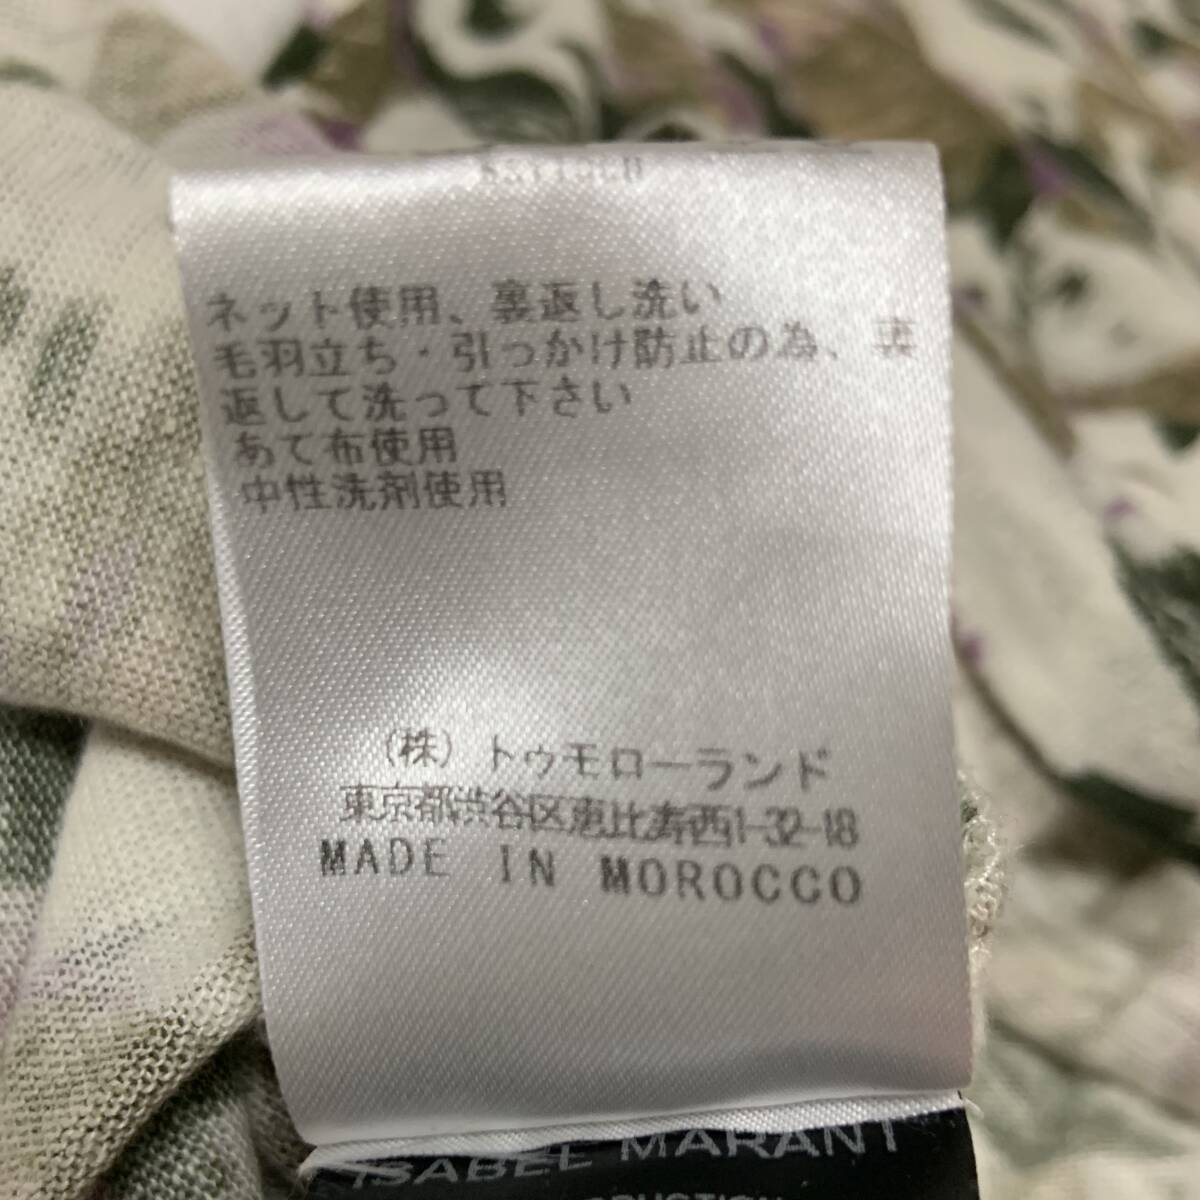 ネット使用、裏返し洗い
毛羽立ち・引っかけ防止の為、裏
返して洗って下さい
あて布使用
中性洗剤使用
(株)トゥモローランド
東京都渋谷区恵比寿西1-32-18
MADE IN MOROCCO
ISABEL MARANT